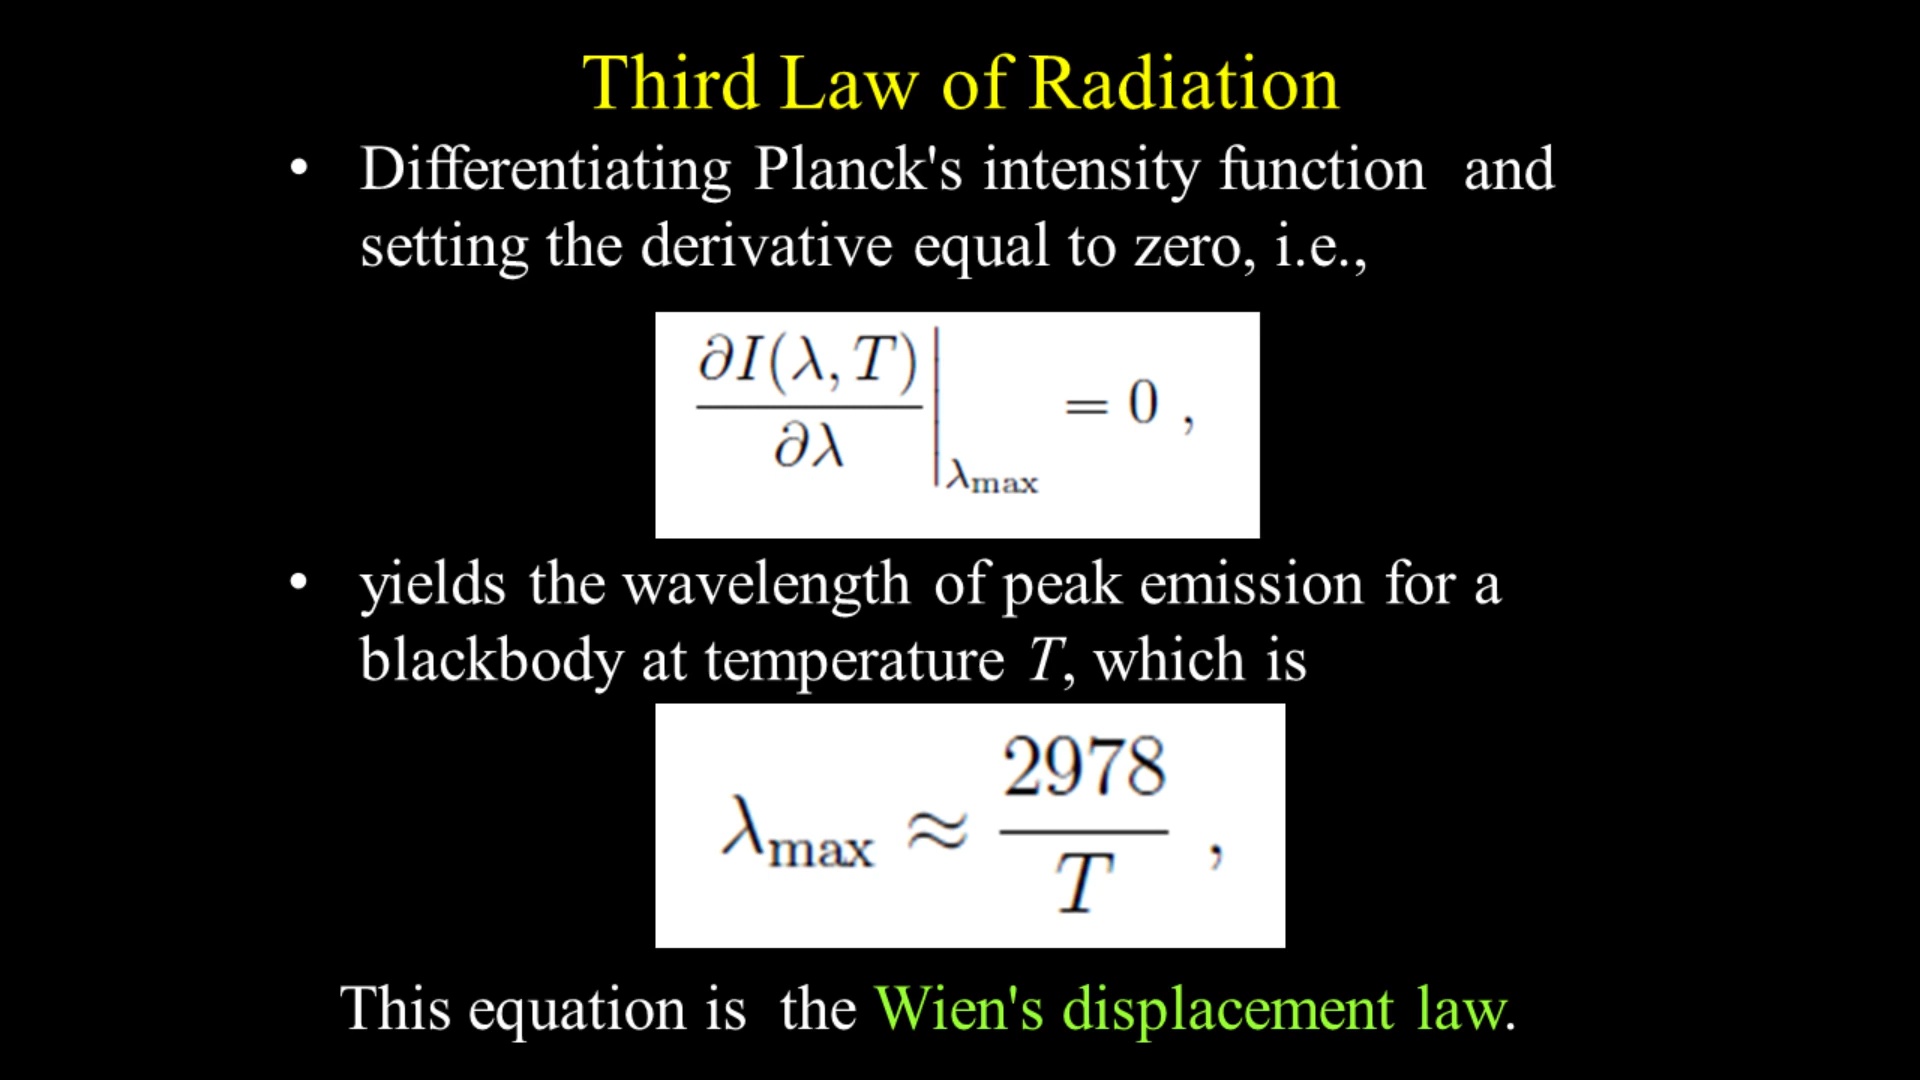 Third Law of Radiation
• Differentiating Planck's intensity function and
setting the derivative equal to zero, i.e.,
∂I(λ, T)
∂λ
|λmax = 0 ,
• yields the wavelength of peak emission for a
blackbody at temperature T, which is
λmax ≈ 2978
T ,
This equation is the Wien's displacement law.